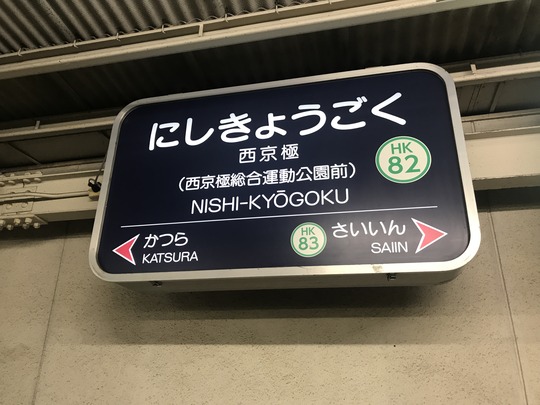 にしきょうごく
西京極
(西京極総合運動公園前)
NISHI-KYŌGOKU
HK
82
かつら
KATSURA
HK
83
さいいん
SAIIN